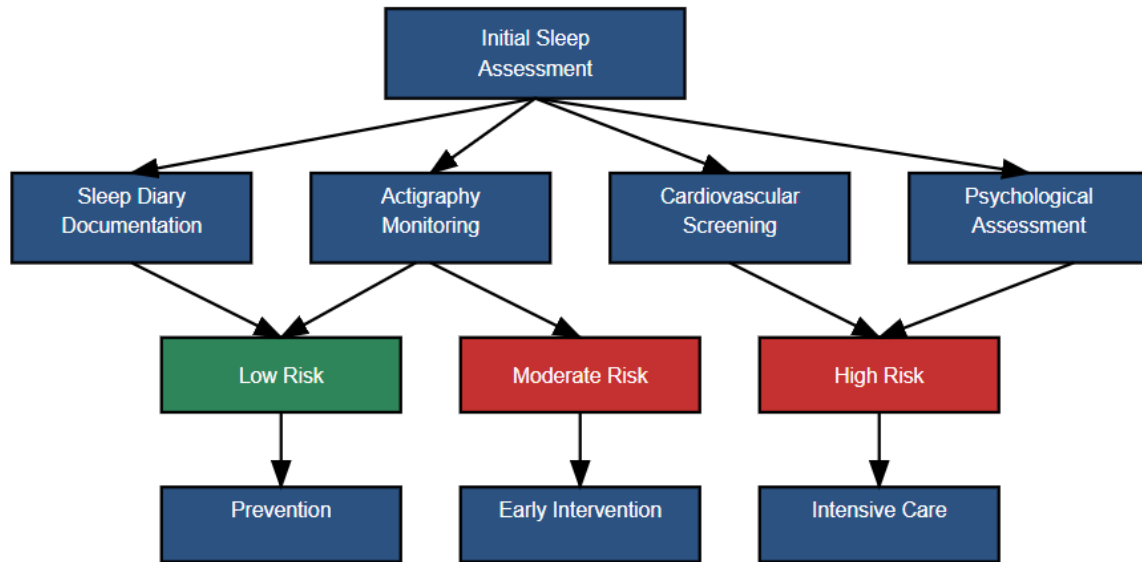 Initial Sleep
Assessment
Sleep Diary
Documentation
Actigraphy
Monitoring
Cardiovascular
Screening
Psychological
Assessment
Low Risk
Moderate Risk
High Risk
Prevention
Early Intervention
Intensive Care